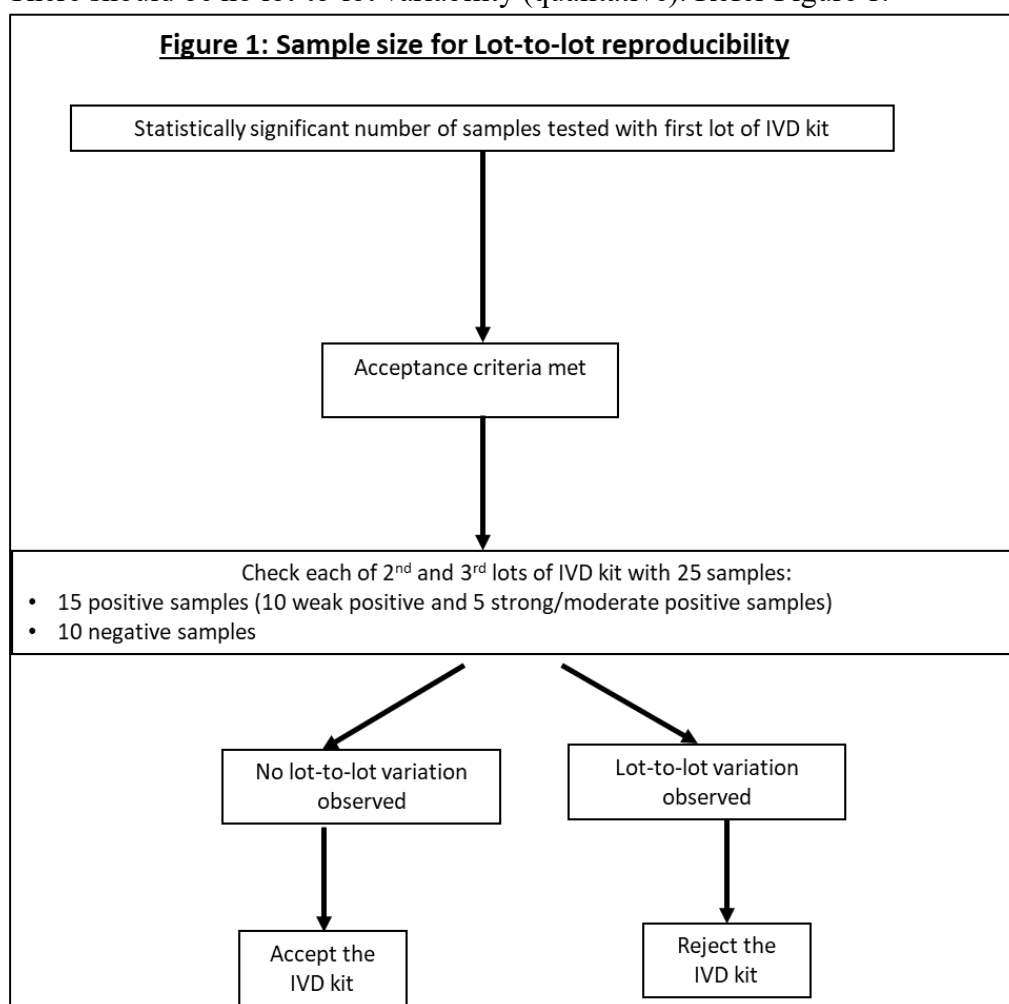 There should be no lot-to-lot variability (qualitative). Refer Figure 1.
Figure 1: Sample size for Lot-to-lot reproducibility
Statistically significant number of samples tested with first lot of IVD kit
Acceptance criteria met
Check each of 2nd and 3rd lots of IVD kit with 25 samples:
• 15 positive samples (10 weak positive and 5 strong/moderate positive samples)
• 10 negative samples
No lot-to-lot variation
observed
Lot-to-lot variation
observed
Accept the
IVD kit
Reject the
IVD kit